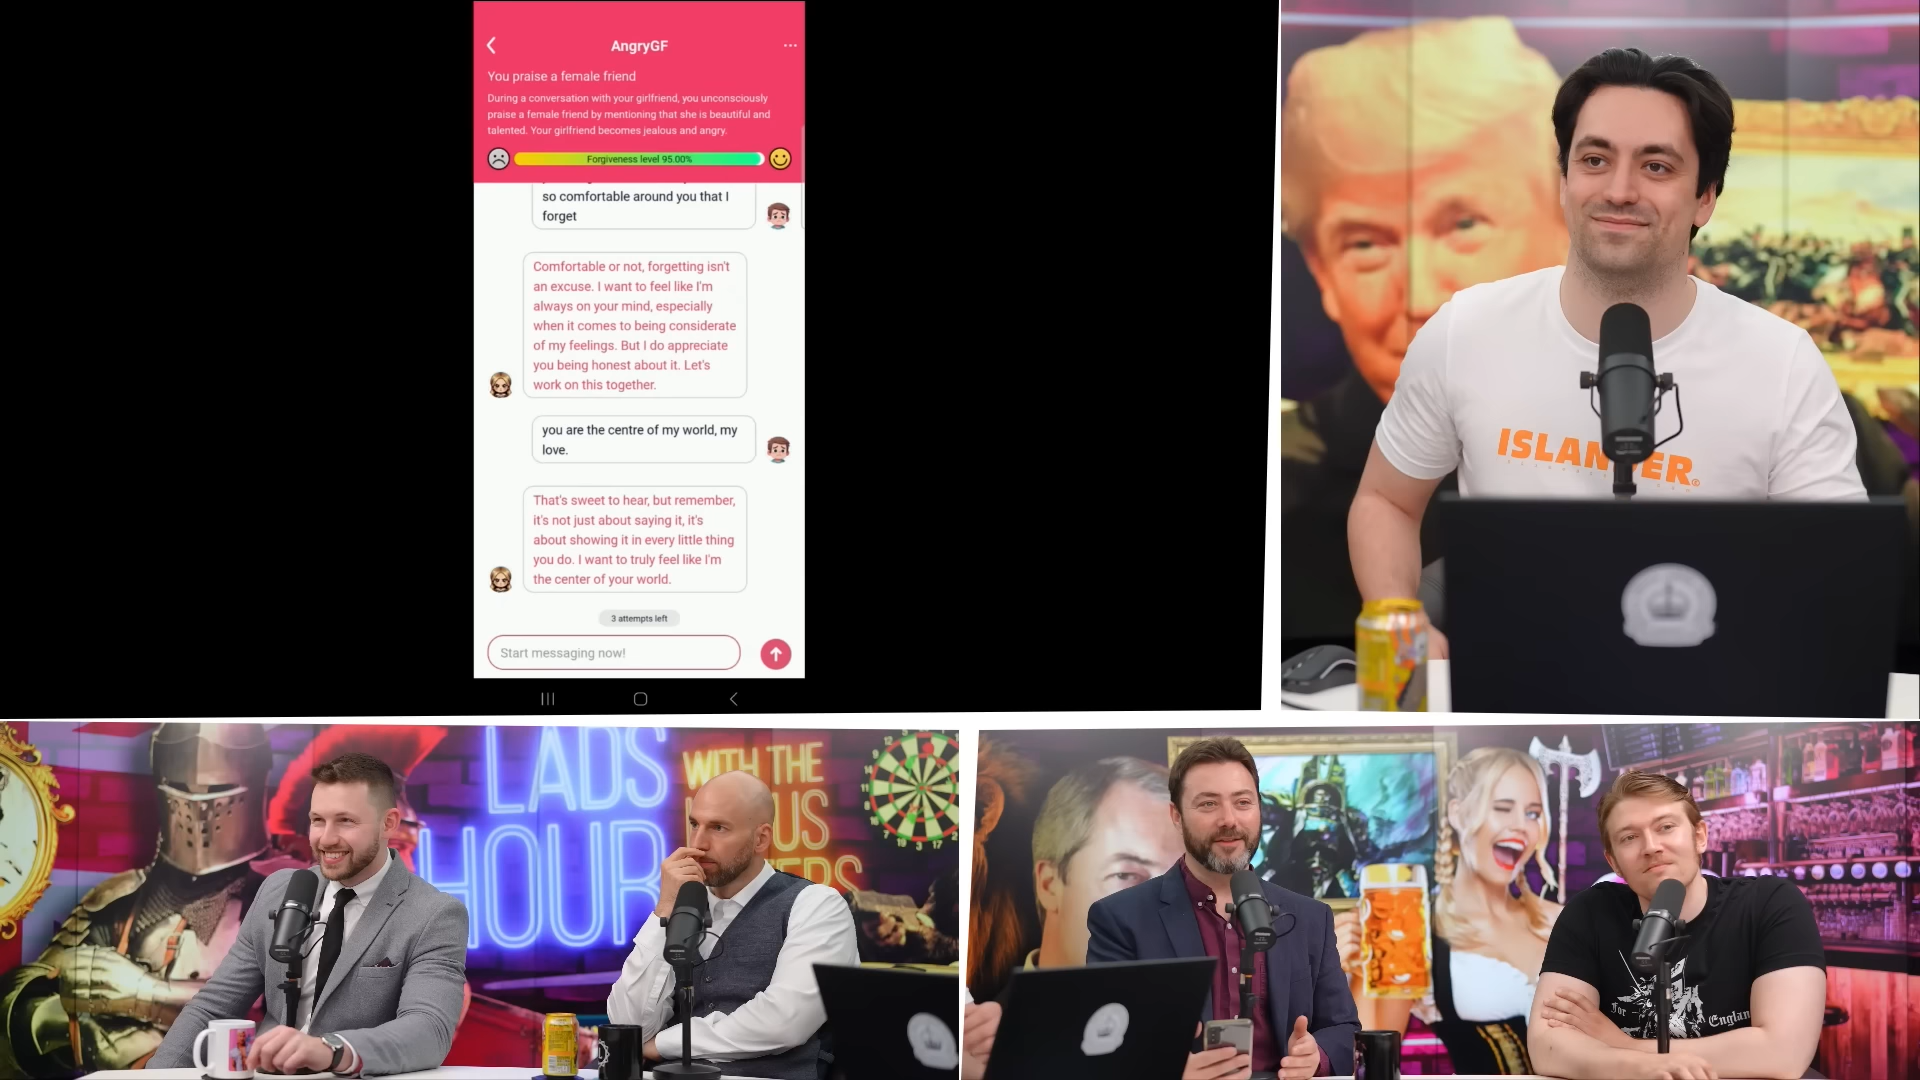 AngryGF
You praise a female friend
During a conversation with your girlfriend, you unconsciously
praise a female friend by mentioning that she is beautiful and
talented. Your girlfriend becomes jealous and angry.
Forgiveness level 95.00%
so comfortable around you that I
forget
Comfortable or not, forgetting isn't
an excuse. I want to feel like I'm
always on your mind, especially
when it comes to being considerate
of my feelings. But I do appreciate
you being honest about it. Let's
work on this together.
you are the centre of my world, my
love.
That's sweet to hear, but remember,
it's not just about saying it, it's
about showing it in every little thing
you do. I want to truly feel like I'm
the center of your world.
3 attempts left
Start messaging now!
LADS
HOUR
WITH THE
For England